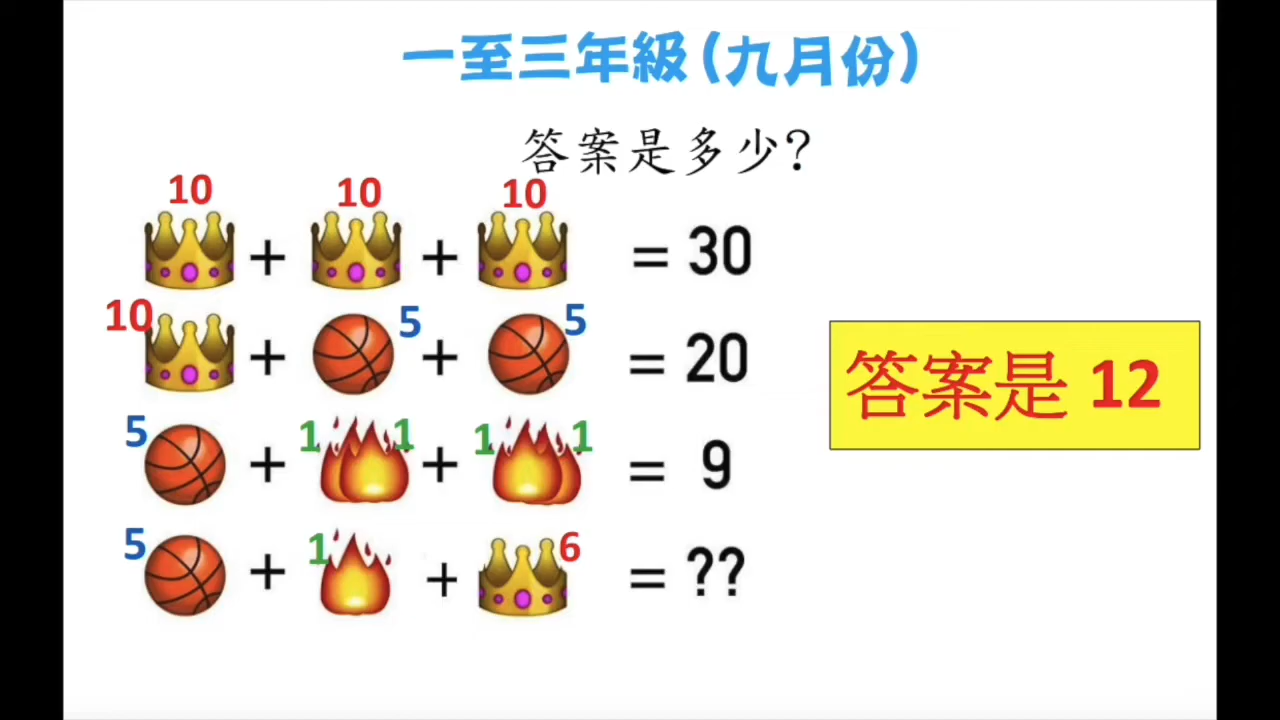 一至三年級(九月份)
答案是多少?
10 10 10
+ + = 30
10 5 5
+ + = 20
答案是 12
5 1 1 1 1
+ + = 9
5 1 6
+ + = ??